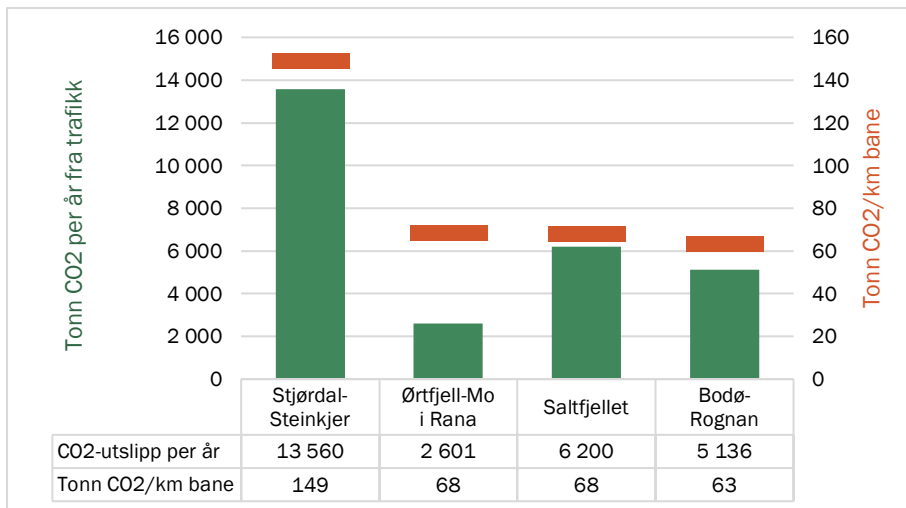 Tonn CO2 per år fra trafikk
16 000
14 000
12 000
10 000
8 000
6 000
4 000
2 000
0
160
140
120
100
80
60
40
20
0
Tonn CO2/km bane
Stjørdal-
Steinkjer
Ørtfjell-Mo
i Rana
Saltfjellet
Bodø-
Rognan
CO2-utslipp per år 13 560 2 601 6 200 5 136
Tonn CO2/km bane 149 68 68 63